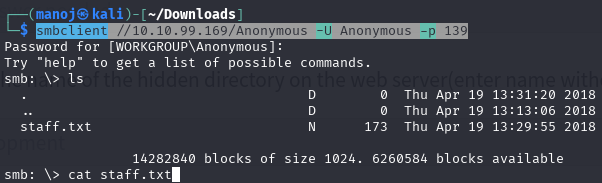 ┌──(manoj㉿kali)-[~/Downloads]
└─$ smbclient //10.10.99.169/Anonymous -U Anonymous -p 139
Password for [WORKGROUP\Anonymous]:
Try "help" to get a list of possible commands.
smb: \> ls
  .                                   D        0  Thu Apr 19 13:31:20 2018
  ..                                  D        0  Thu Apr 19 13:13:06 2018
  staff.txt                           N      173  Thu Apr 19 13:29:55 2018
                14282840 blocks of size 1024. 6260584 blocks available
smb: \> cat staff.txt